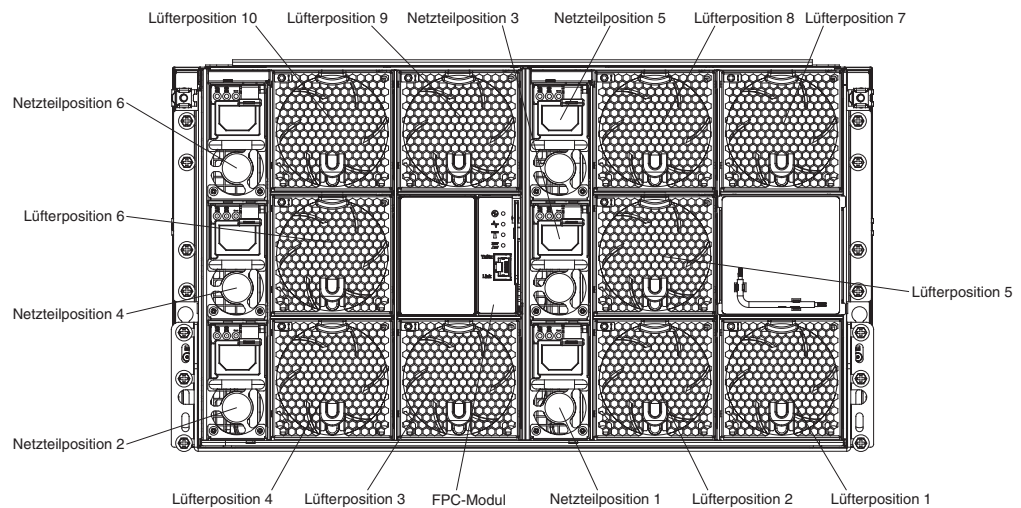 Lüfterposition 10
Lüfterposition 9
Netzteilposition 3
Netzteilposition 5
Lüfterposition 8
Lüfterposition 7
Netzteilposition 6
Lüfterposition 6
Lüfterposition 5
Netzteilposition 4
Netzteilposition 2
Link
Lüfterposition 4
Lüfterposition 3
FPC-Modul
Netzteilposition 1
Lüfterposition 2
Lüfterposition 1